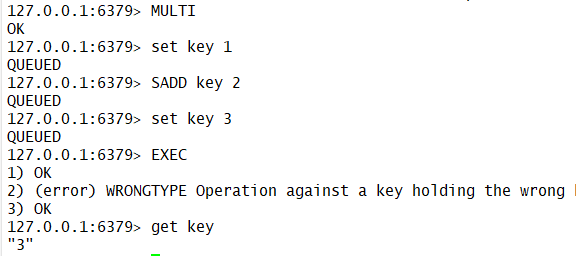 127.0.0.1:6379> MULTI
OK
127.0.0.1:6379> set key 1
QUEUED
127.0.0.1:6379> SADD key 2
QUEUED
127.0.0.1:6379> set key 3
QUEUED
127.0.0.1:6379> EXEC
1) OK
2) (error) WRONGTYPE Operation against a key holding the wrong
3) OK
127.0.0.1:6379> get key
"3"